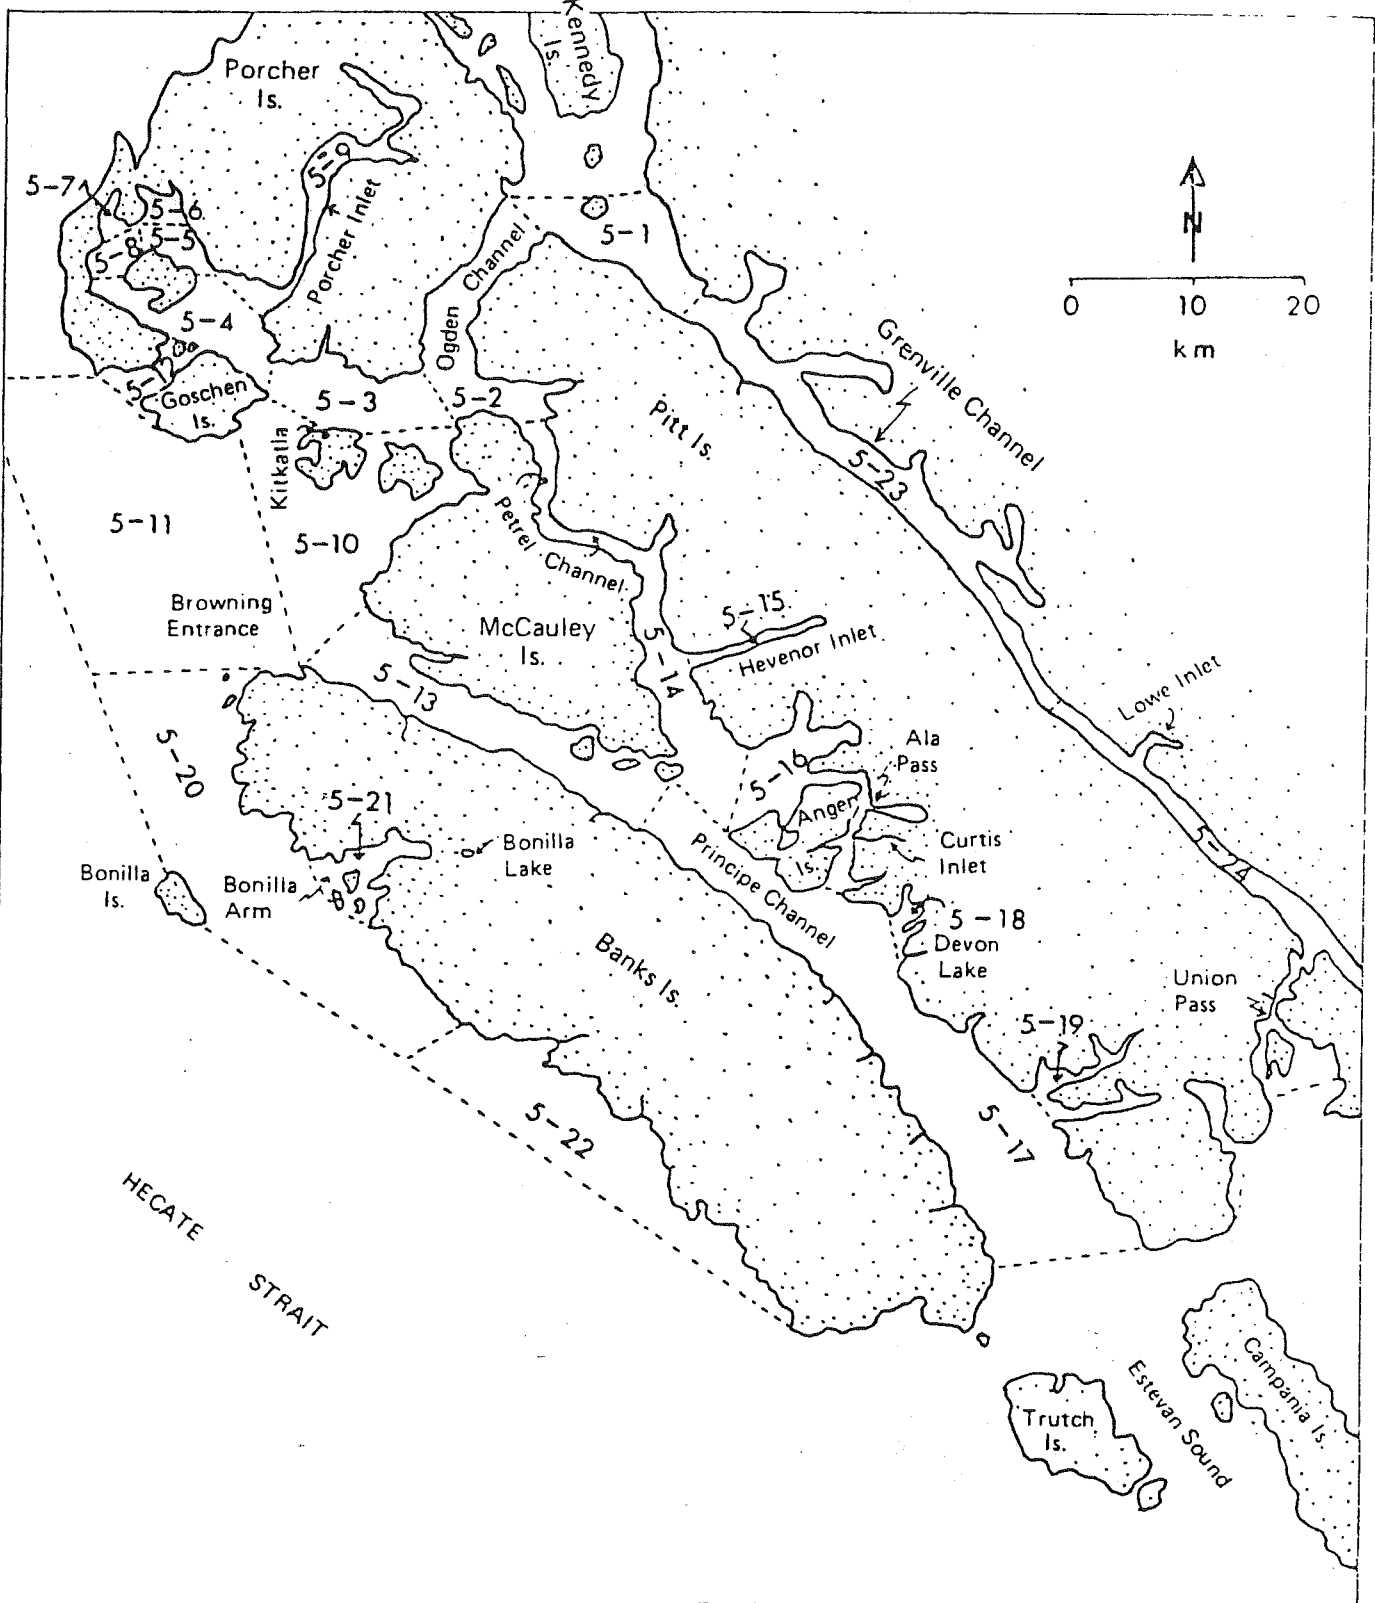 Kennedy
Is.
Porcher
Is.
5-9
5-7
5-6
5-5
5-8
Porcher Inlet
5-1
Channel
Ogden
N
0 10 20
km
5-4
5-
Goschen
Is.
5-3
5-2
Grenville Channel
Pitt Is.
5-23
Kitkatla
5-11
5-10
Petrel Channel
Browning
Entrance
McCauley
Is.
5-15
Hevenor Inlet
5-14
5-13
Lowe Inlet
5-20
5-16
Ala
Pass
Anger
Is.
5-21
Bonilla
Lake
Curtis
Inlet
Principe Channel
5-24
Bonilla
Is.
Bonilla
Arm
5-18
Devon
Lake
Banks Is.
Union
Pass
5-19
5-17
5-22
HECATE
STRAIT
Campania Is.
Estevan Sound
Trutch
Is.